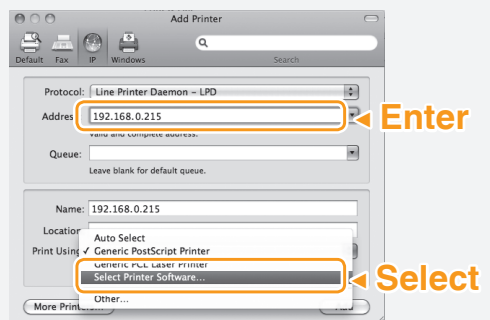 Add Printer
Default Fax IP Windows Search
Protocol: Line Printer Daemon – LPD
Address: 192.168.0.215 Enter
Valid and complete address.
Queue:
Leave blank for default queue.
Name: 192.168.0.215
Location
Auto Select
Print Using ✓ Generic PostScript Printer
Generic PCL Laser Printer
Select Printer Software... Select
Other...
More Printers... Add